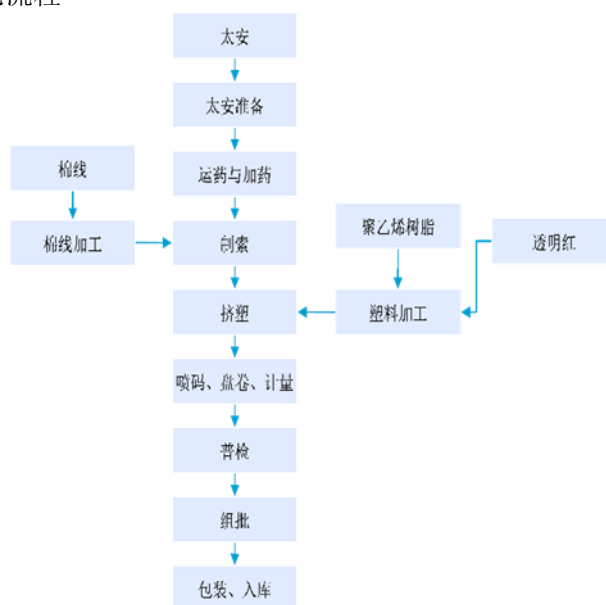 太安
太安准备
棉线
运药与加药
聚乙烯树脂
透明红
棉线加工
制索
挤塑
塑料加工
喷码、盘卷、计量
普检
组批
包装、入库